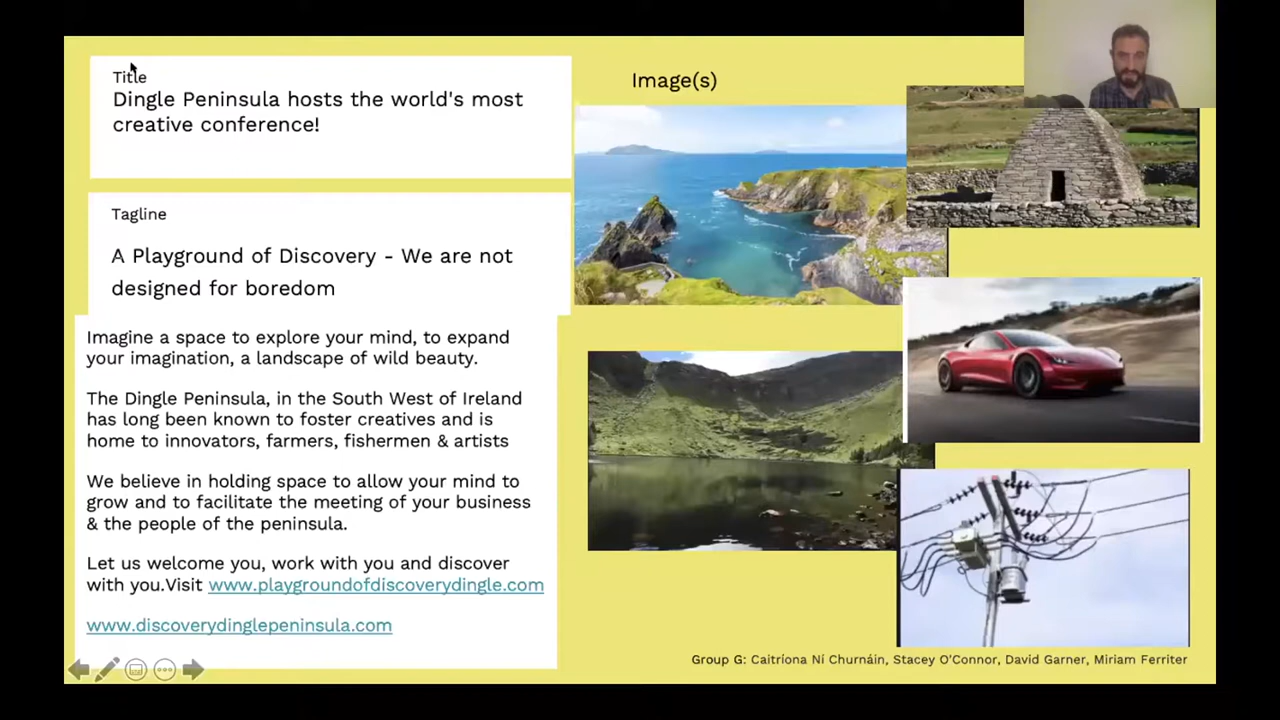 Title
Dingle Peninsula hosts the world's most
creative conference!
Tagline
A Playground of Discovery - We are not
designed for boredom
Imagine a space to explore your mind, to expand
your imagination, a landscape of wild beauty.
The Dingle Peninsula, in the South West of Ireland
has long been known to foster creatives and is
home to innovators, farmers, fishermen & artists
We believe in holding space to allow your mind to
grow and to facilitate the meeting of your business
& the people of the peninsula.
Let us welcome you, work with you and discover
with you.Visit www.playgroundofdiscoverydingle.com
www.discoverydinglepeninsula.com
Image(s)
Group G: Caitríona Ní Churnáin, Stacey O'Connor, David Garner, Miriam Ferriter